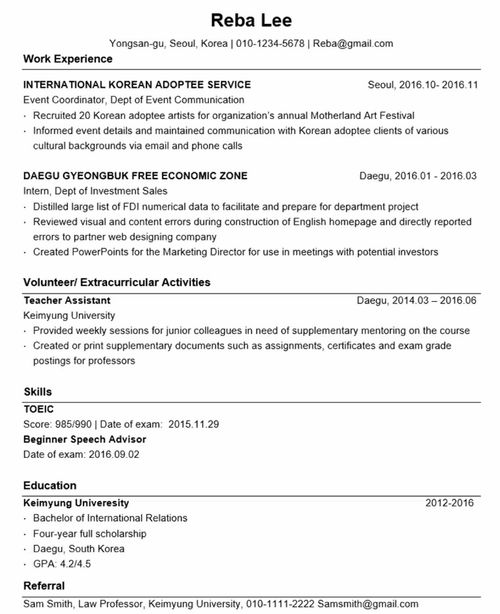 Reba Lee
Yongsan-gu, Seoul, Korea | 010-1234-5678 | Reba@gmail.com
Work Experience
INTERNATIONAL KOREAN ADOPTEE SERVICE Seoul, 2016.10- 2016.11
Event Coordinator, Dept of Event Communication
· Recruited 20 Korean adoptee artists for organization's annual Motherland Art Festival
· Informed event details and maintained communication with Korean adoptee clients of various
cultural backgrounds via email and phone calls
DAEGU GYEONGBUK FREE ECONOMIC ZONE Daegu, 2016.01 - 2016.03
Intern, Dept of Investment Sales
· Distilled large list of FDI numerical data to facilitate and prepare for department project
· Reviewed visual and content errors during construction of English homepage and directly reported
errors to partner web designing company
· Created PowerPoints for the Marketing Director for use in meetings with potential investors
Volunteer/ Extracurricular Activities
Teacher Assistant Daegu, 2014.03 – 2016.06
Keimyung University
· Provided weekly sessions for junior colleagues in need of supplementary mentoring on the course
· Created or print supplementary documents such as assignments, certificates and exam grade
postings for professors
Skills
TOEIC
Score: 985/990 | Date of exam: 2015.11.29
Beginner Speech Advisor
Date of exam: 2016.09.02
Education
Keimyung Univeresity 2012-2016
· Bachelor of International Relations
· Four-year full scholarship
· Daegu, South Korea
· GPA: 4.2/4.5
Referral
Sam Smith, Law Professor, Keimyung University, 010-1111-2222 Samsmith@gmail.com